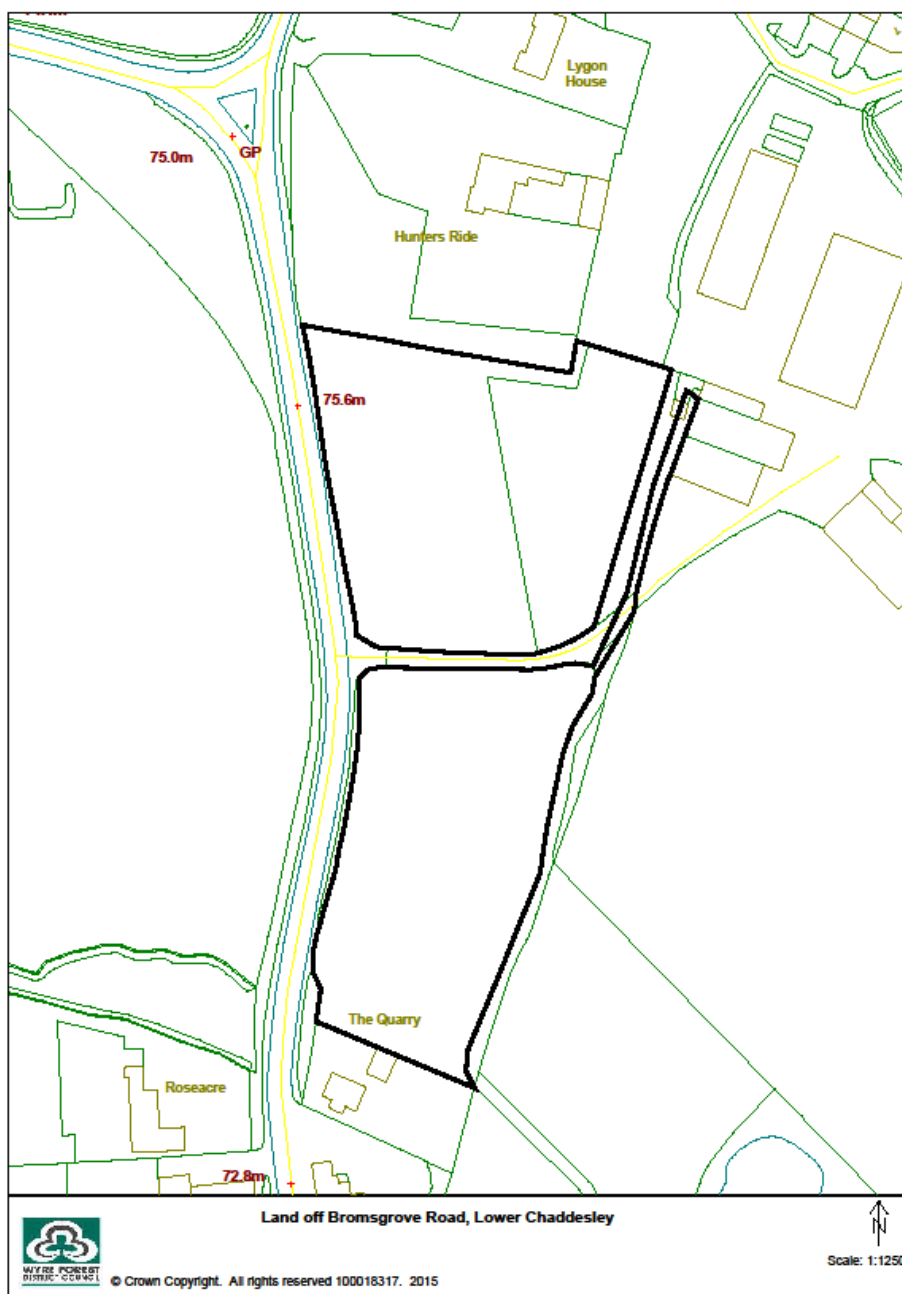 Lygon
House
75.0m
GP
Hunters Ride
75.6m
The Quarry
Roseacre
72.8m
Land off Bromsgrove Road, Lower Chaddesley
N
Scale: 1:1250
WYRE FOREST
DISTRICT COUNCIL
© Crown Copyright. All rights reserved 100018317. 2015